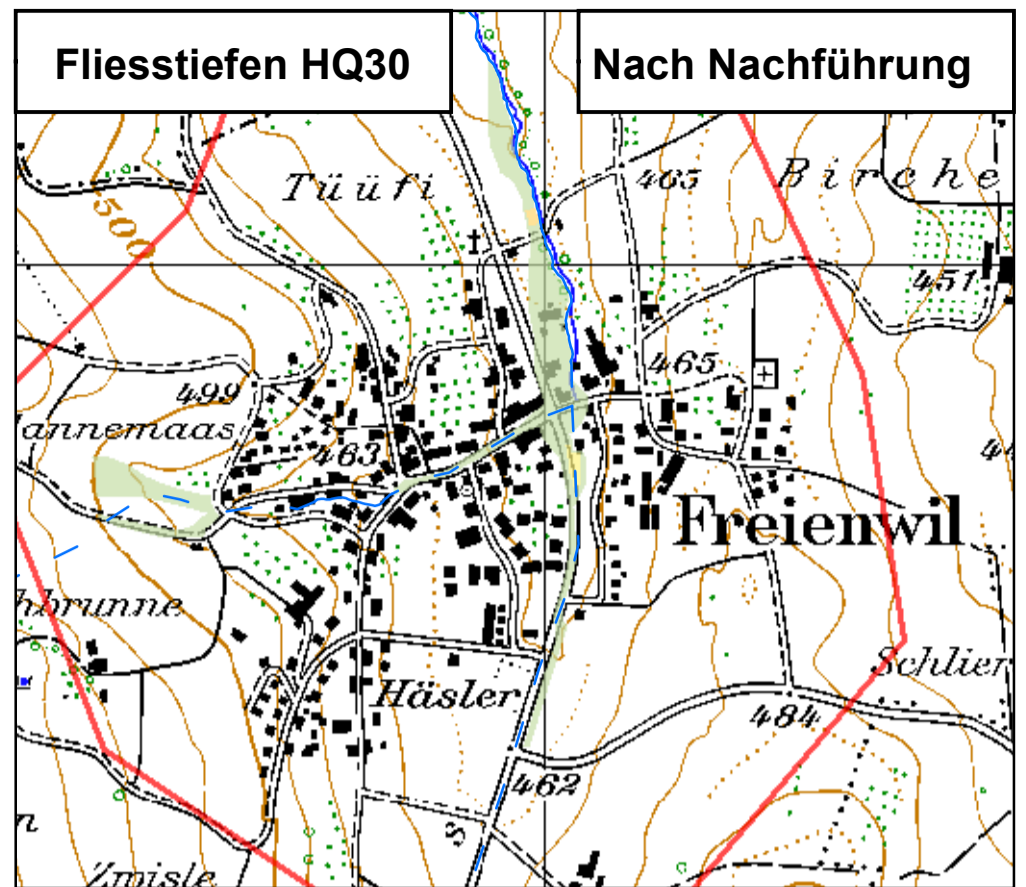 Fliesstiefen HQ30
Nach Nachführung
Tüüfi
465
Birche
500
451
499
465
annemaas
463
Freienwil
hbrunne
Häsler
Schlier
484
462
n
S
Zmisle